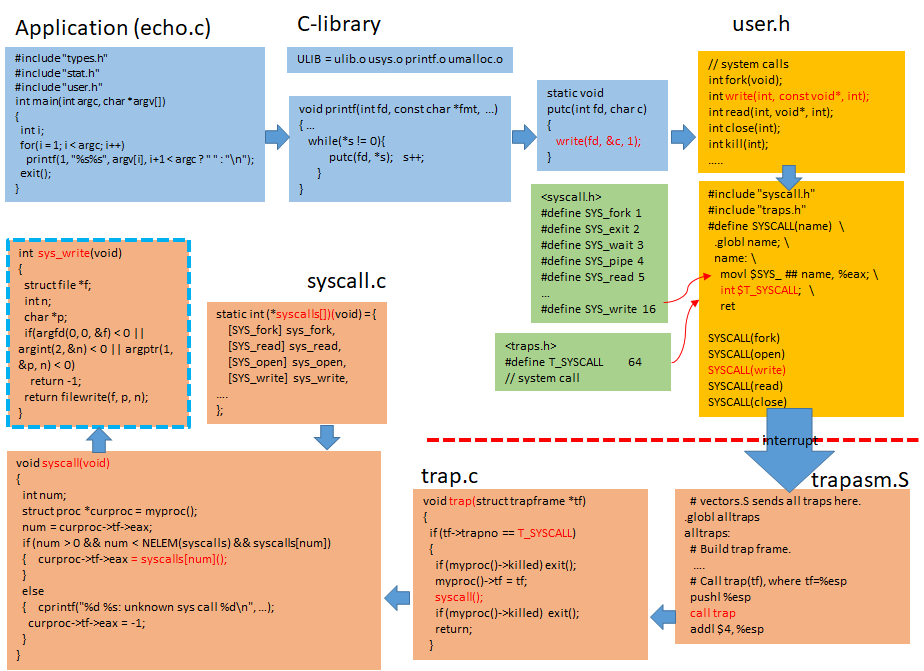 Application (echo.c)
#include "types.h"
#include "stat.h"
#include "user.h"
int main(int argc, char *argv[])
{
int i;
for(i = 1; i < argc; i++)
printf(1, "%s%s", argv[i], i+1 < argc ? " " : "\n");
exit();
}
C-library
ULIB = ulib.o usys.o printf.o umalloc.o
void printf(int fd, const char *fmt, ...)
{ ...
while(*s != 0){
putc(fd, *s); s++;
}
}
static void
putc(int fd, char c)
{
write(fd, &c, 1);
}
user.h
// system calls
int fork(void);
int write(int, const void*, int);
int read(int, void*, int);
int close(int);
int kill(int);
.....
#include "syscall.h"
#include "traps.h"
#define SYSCALL(name) \
.globl name; \
name: \
movl $SYS_ ## name, %eax; \
int $T_SYSCALL; \
ret
SYSCALL(fork)
SYSCALL(open)
SYSCALL(write)
SYSCALL(read)
SYSCALL(close)
<syscall.h>
#define SYS_fork 1
#define SYS_exit 2
#define SYS_wait 3
#define SYS_pipe 4
#define SYS_read 5
...
#define SYS_write 16
<traps.h>
#define T_SYSCALL 64
// system call
interrupt
trapasm.S
# vectors.S sends all traps here.
.globl alltraps
alltraps:
# Build trap frame.
....
# Call trap(tf), where tf=%esp
pushl %esp
call trap
addl $4, %esp
trap.c
void trap(struct trapframe *tf)
{
if (tf->trapno == T_SYSCALL)
{
if (myproc()->killed) exit();
myproc()->tf = tf;
syscall();
if (myproc()->killed) exit();
return;
}
syscall.c
static int (*syscalls[])(void) = {
[SYS_fork] sys_fork,
[SYS_read] sys_read,
[SYS_open] sys_open,
[SYS_write] sys_write,
....
};
void syscall(void)
{
int num;
struct proc *curproc = myproc();
num = curproc->tf->eax;
if (num > 0 && num < NELEM(syscalls) && syscalls[num])
{ curproc->tf->eax = syscalls[num]();
}
else
{ cprintf("%d %s: unknown sys call %d\n", ...);
curproc->tf->eax = -1;
}
}
int sys_write(void)
{
struct file *f;
int n;
char *p;
if(argfd(0, 0, &f) < 0 ||
argint(2, &n) < 0 || argptr(1,
&p, n) < 0)
return -1;
return filewrite(f, p, n);
}